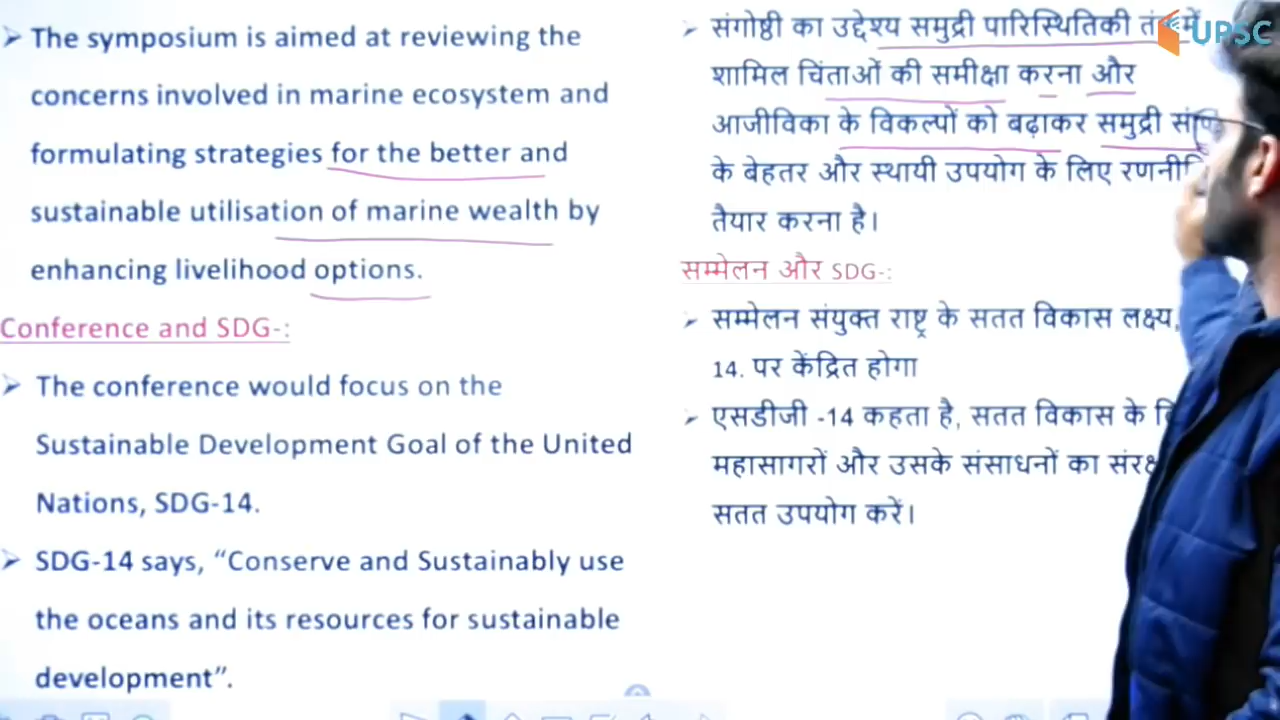 The symposium is aimed at reviewing the
concerns involved in marine ecosystem and
formulating strategies for the better and
sustainable utilisation of marine wealth by
enhancing livelihood options.
Conference and SDG-:
The conference would focus on the
Sustainable Development Goal of the United
Nations, SDG-14.
SDG-14 says, “Conserve and Sustainably use
the oceans and its resources for sustainable
development”.
संगोष्ठी का उद्देश्य समुद्री पारिस्थितिकी में
शामिल चिंताओं की समीक्षा करना और
आजीविका के विकल्पों को बढ़ाकर समुद्री
के बेहतर और स्थायी उपयोग के लिए
तैयार करना है।
सम्मेलन और SDG-:
सम्मेलन संयुक्त राष्ट्र के सतत विकास लक्ष्य,
14. पर केंद्रित होगा
एसडीजी -14 कहता है, सतत विकास के
महासागरों और उसके संसाधनों का
सतत उपयोग करें।
UPSC